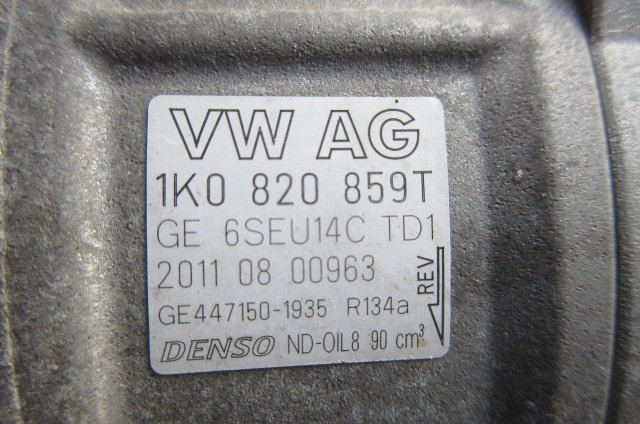 VW AG
1K0 820 859T
GE 6SEU14C TD1
2011 08 00963
REV
GE447150-1935 R134a
DENSO ND-OIL8 90 cm³